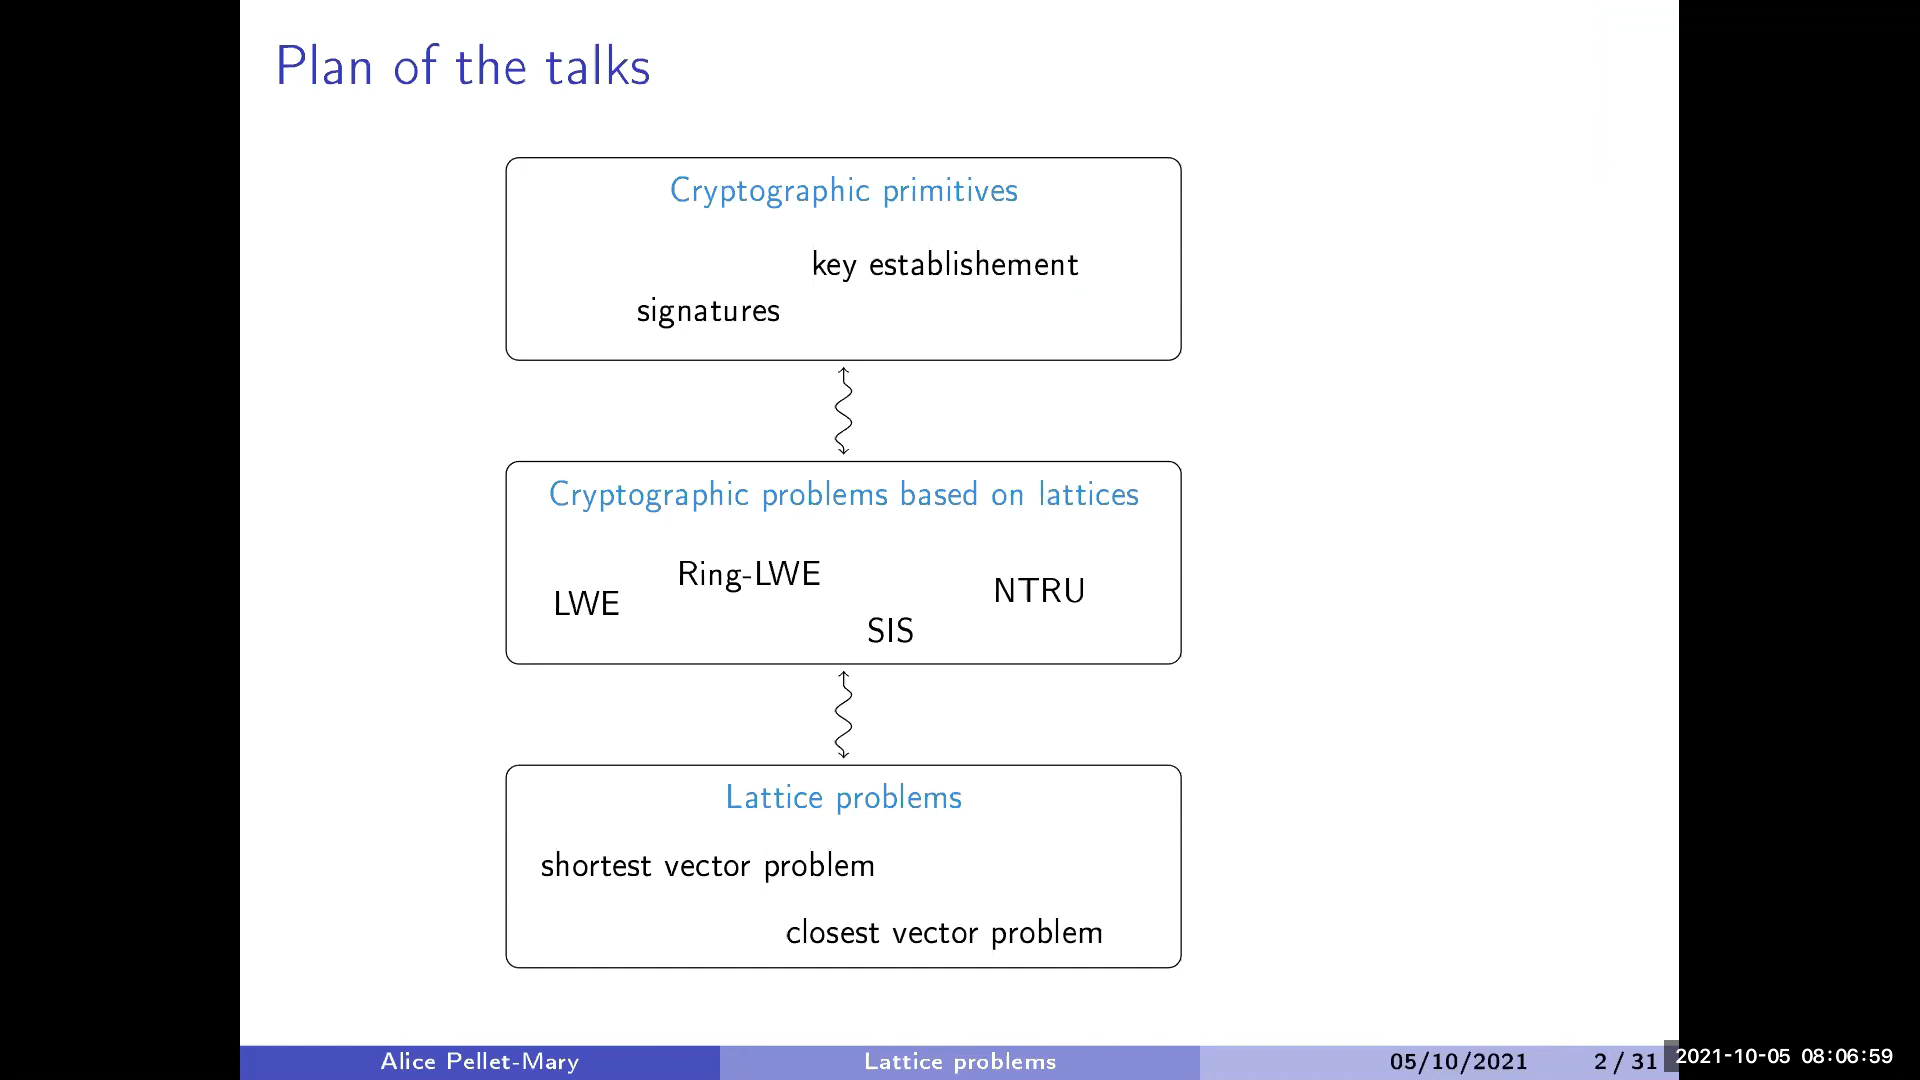 Plan of the talks
Cryptographic primitives
key establishement
signatures
Cryptographic problems based on lattices
Ring-LWE
NTRU
LWE
SIS
Lattice problems
shortest vector problem
closest vector problem
Alice Pellet-Mary
Lattice problems
05/10/2021
2 / 31
2021-10-05 08:06:59